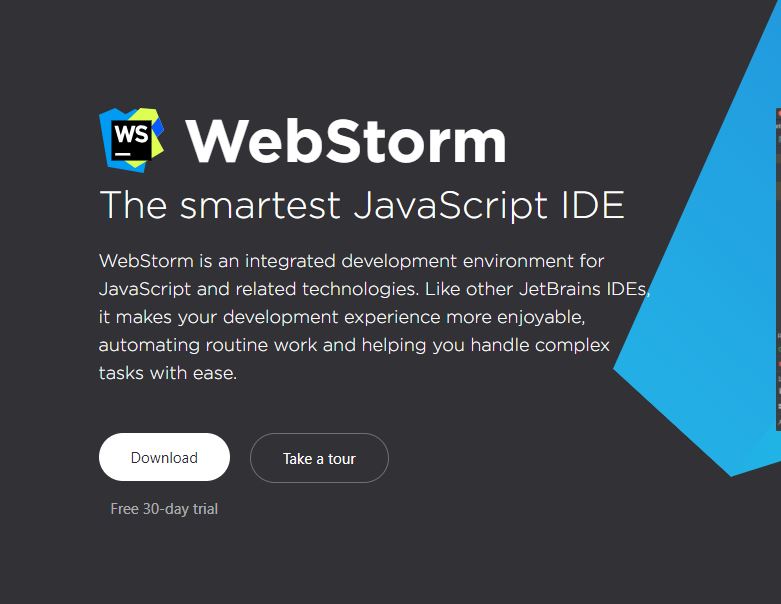 WS
WebStorm
The smartest JavaScript IDE
WebStorm is an integrated development environment for
JavaScript and related technologies. Like other JetBrains IDEs,
it makes your development experience more enjoyable,
automating routine work and helping you handle complex
tasks with ease.
Download
Take a tour
Free 30-day trial